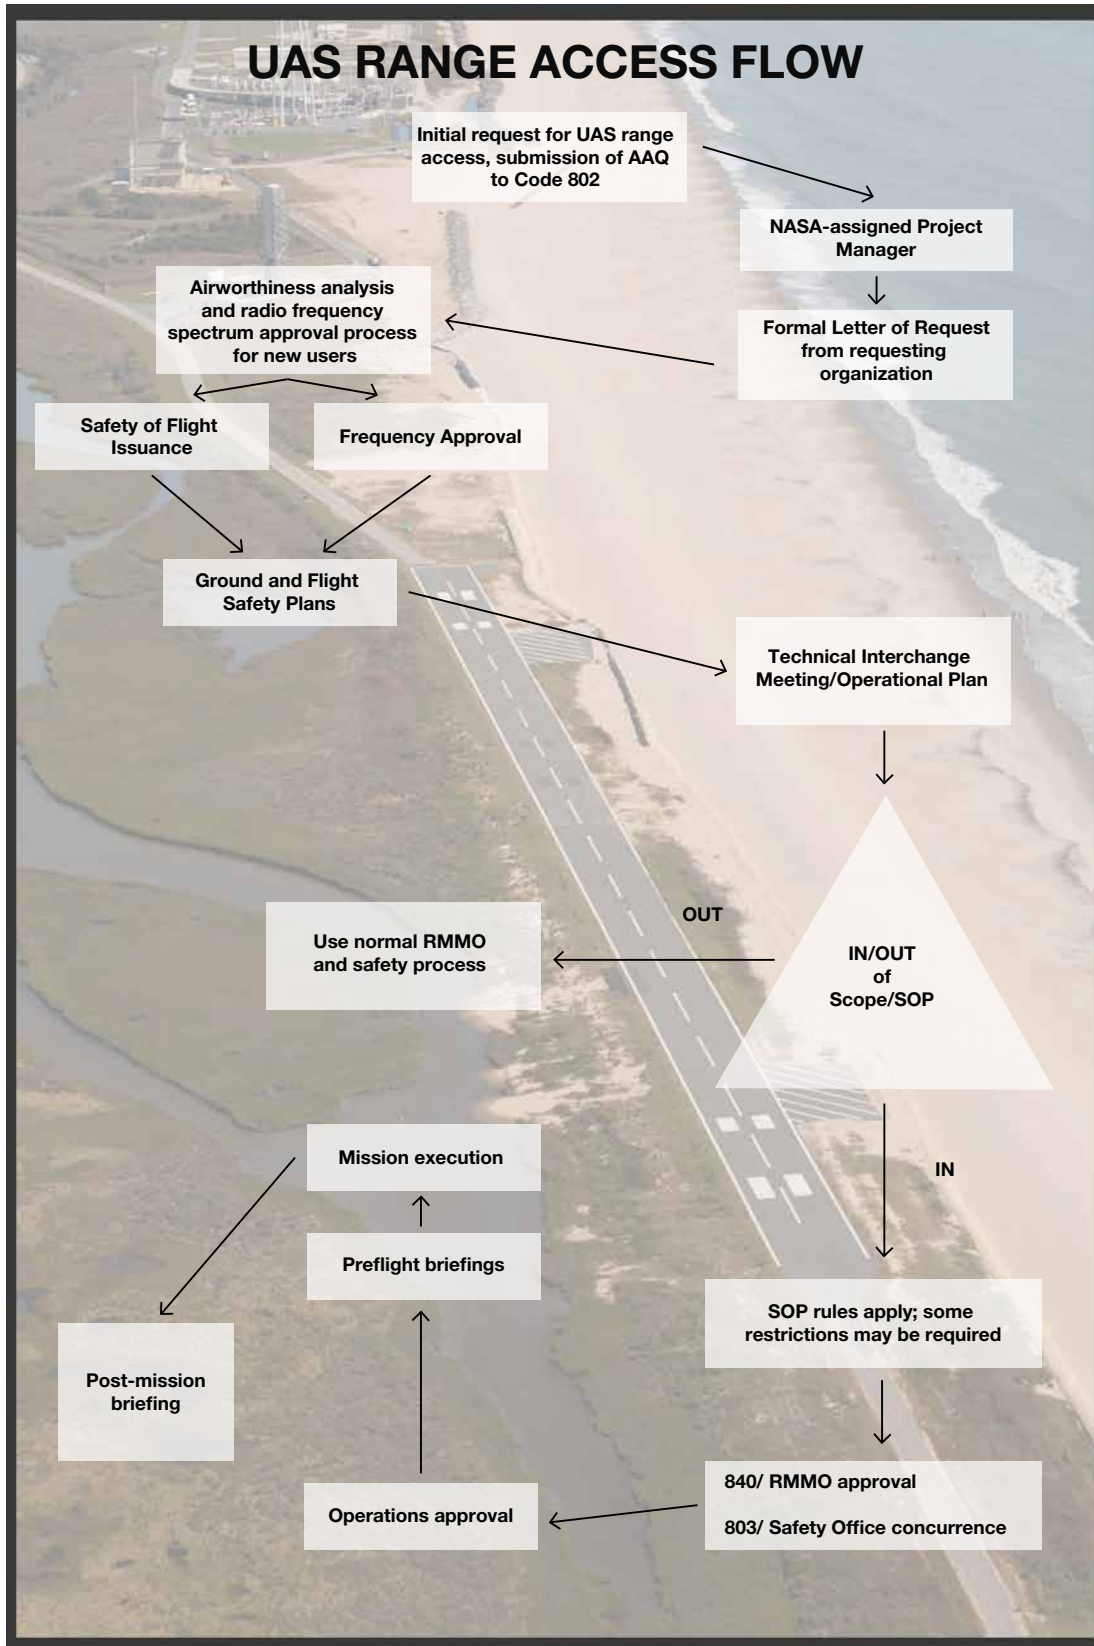 UAS RANGE ACCESS FLOW
Initial request for UAS range
access, submission of AAQ
to Code 802
NASA-assigned Project
Manager
Formal Letter of Request
from requesting
organization
Airworthiness analysis
and radio frequency
spectrum approval process
for new users
Safety of Flight
Issuance
Frequency Approval
Ground and Flight
Safety Plans
Technical Interchange
Meeting/Operational Plan
IN/OUT
of
Scope/SOP
OUT
Use normal RMMO
and safety process
IN
SOP rules apply; some
restrictions may be required
840/ RMMO approval
803/ Safety Office concurrence
Operations approval
Preflight briefings
Mission execution
Post-mission
briefing